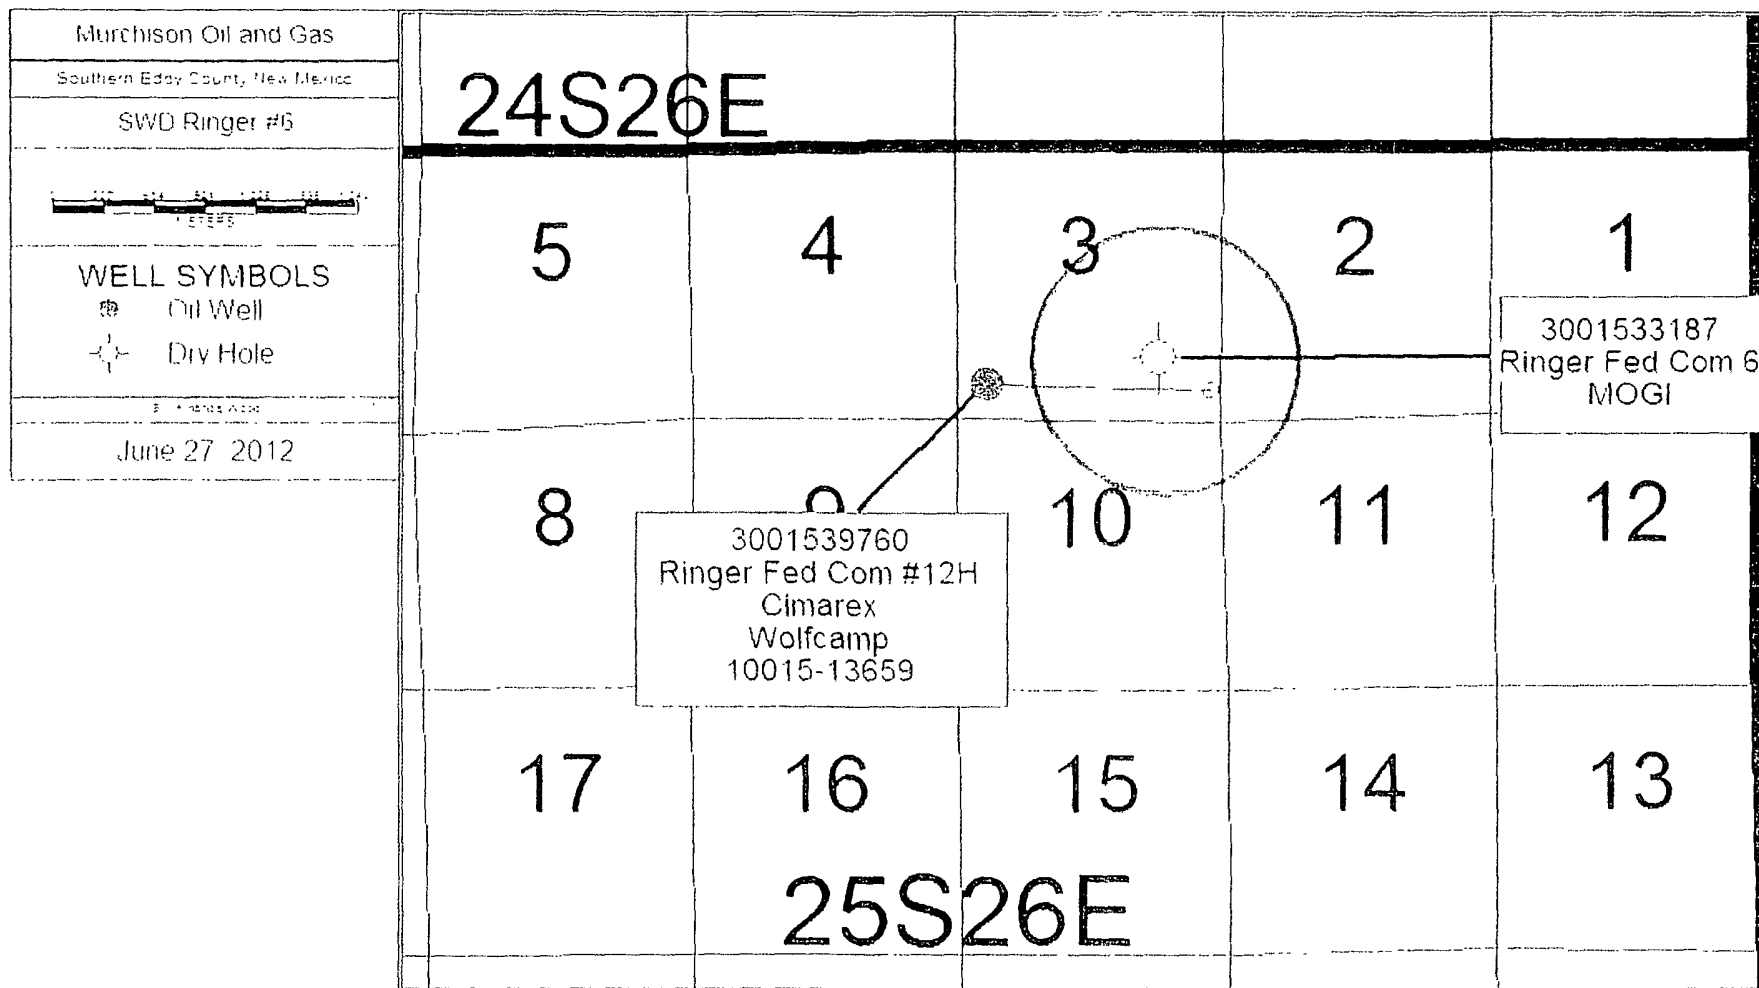 Murchison Oil and Gas
Southern Eddy County, New Mexico
SWD Ringer #6
METERS
WELL SYMBOLS
Oil Well
Dry Hole
June 27 2012
24S26E
5
4
3
2
1
3001533187
Ringer Fed Com 6
MOGI
8
9
10
11
12
3001539760
Ringer Fed Com #12H
Cimarex
Wolfcamp
10015-13659
17
16
15
14
13
25S26E